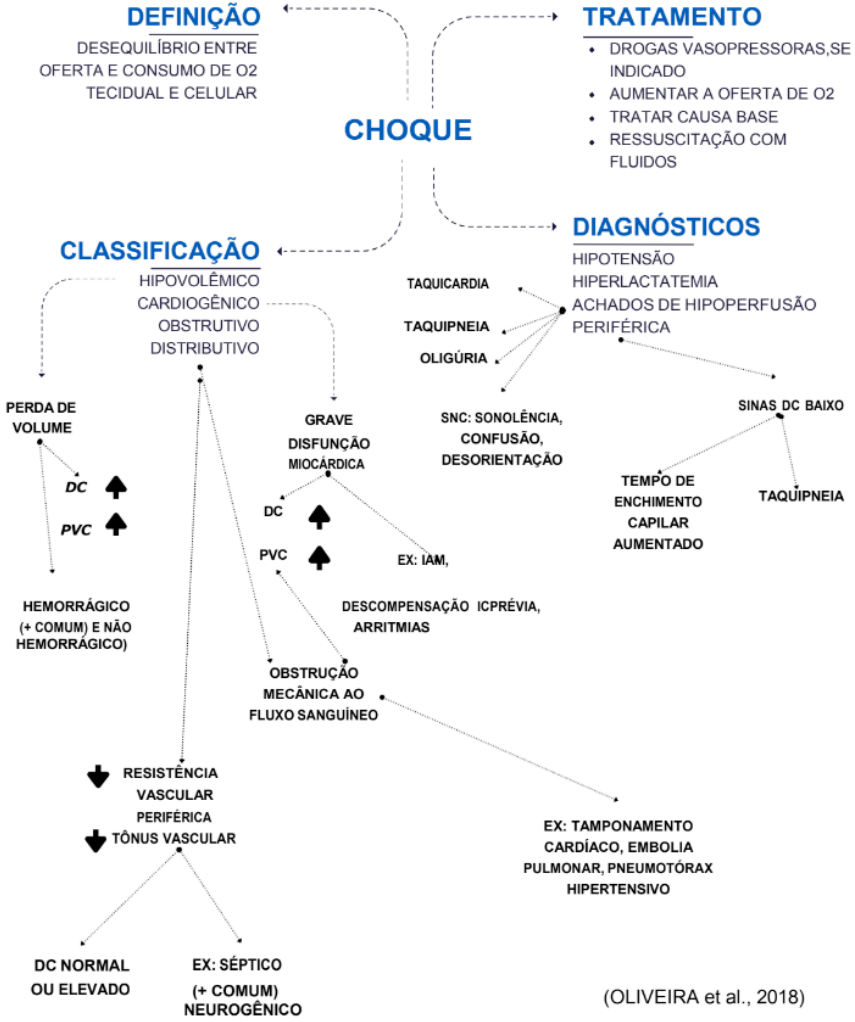 DEFINIÇÃO
DESEQUILÍBRIO ENTRE
OFERTA E CONSUMO DE O2
TECIDUAL E CELULAR
TRATAMENTO
DROGAS VASOPRESSORAS,SE
INDICADO
AUMENTAR A OFERTA DE O2
TRATAR CAUSA BASE
RESSUSCITAÇÃO COM
FLUIDOS
CHOQUE
CLASSIFICAÇÃO
HIPOVOLÊMICO
CARDIOGÊNICO
OBSTRUTIVO
DISTRIBUTIVO
DIAGNÓSTICOS
HIPOTENSÃO
HIPERLACTATEMIA
ACHADOS DE HIPOPERFUSÃO
PERIFÉRICA
TAQUICARDIA
TAQUIPNEIA
OLIGÚRIA
SNC: SONOLÊNCIA,
CONFUSÃO,
DESORIENTAÇÃO
SINAS DC BAIXO
TEMPO DE
ENCHIMENTO
CAPILAR
AUMENTADO
TAQUIPNEIA
PERDA DE
VOLUME
DC
PVC
HEMORRÁGICO
(+ COMUM) E NÃO
HEMORRÁGICO)
GRAVE
DISFUNÇÃO
MIOCÁRDICA
DC
PVC
EX: IAM,
DESCOMPENSAÇÃO ICPRÉVIA,
ARRITMIAS
OBSTRUÇÃO
MECÂNICA AO
FLUXO SANGUÍNEO
EX: TAMPONAMENTO
CARDÍACO, EMBOLIA
PULMONAR, PNEUMOTÓRAX
HIPERTENSIVO
RESISTÊNCIA
VASCULAR
PERIFÉRICA
TÔNUS VASCULAR
DC NORMAL
OU ELEVADO
EX: SÉPTICO
(+ COMUM)
NEUROGÊNICO
(OLIVEIRA et al., 2018)